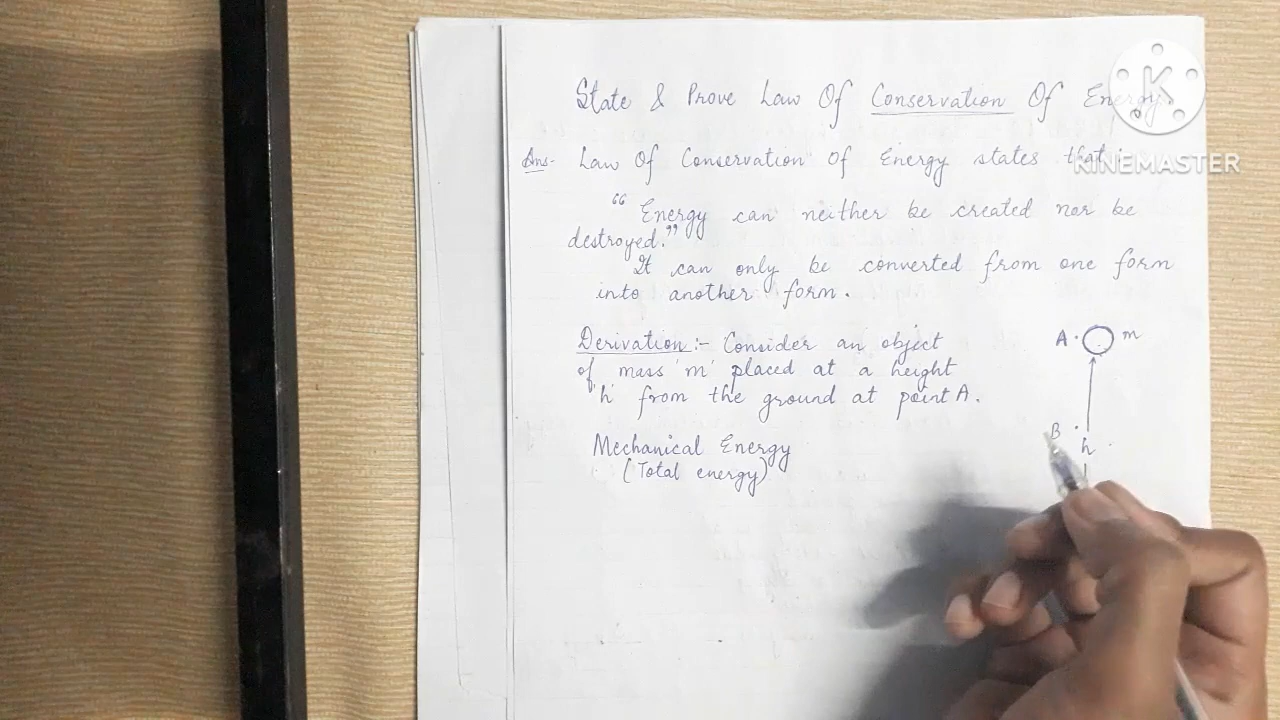 State & Prove Law Of Conservation Of Energy.
Ans- Law Of Conservation Of Energy states that :
"Energy can neither be created nor be
destroyed."
It can only be converted from one form
into another form.
Derivation :- Consider an object
of mass 'm' placed at a height
'h' from the ground at point A.
Mechanical Energy
(Total energy)
A
m
B
h
K
KINEMASTER